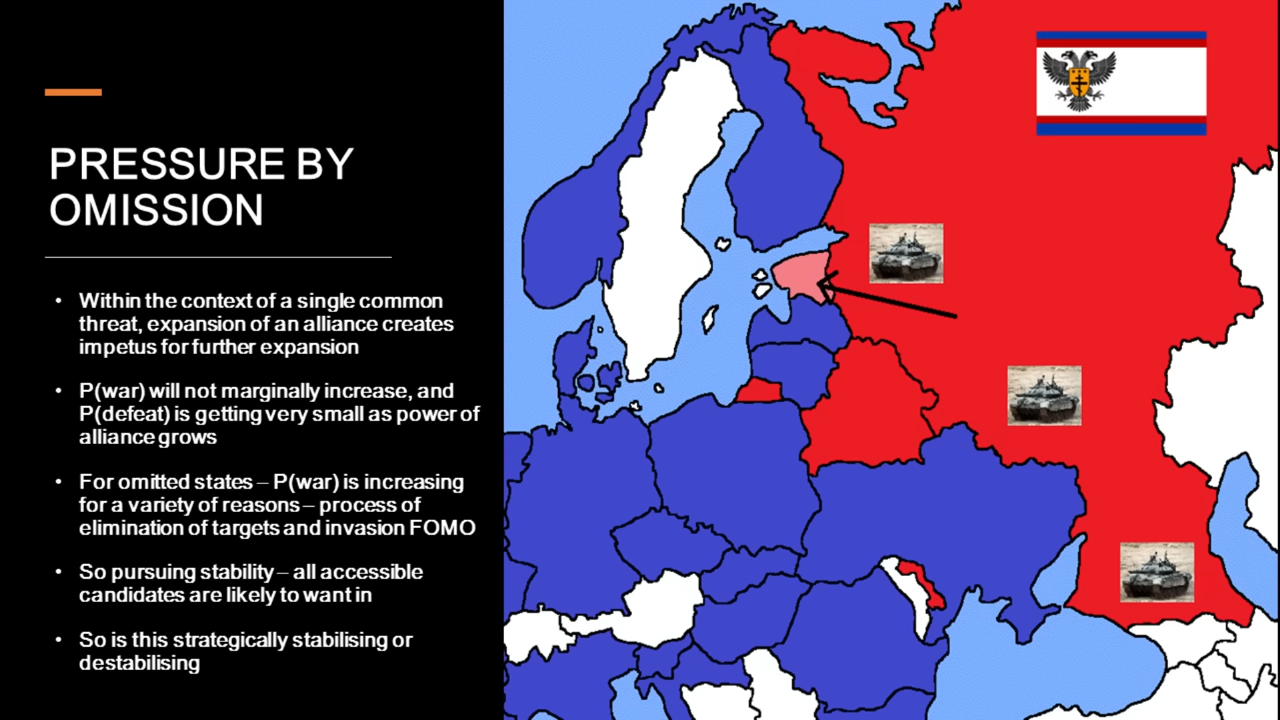 PRESSURE BY
OMISSION
• Within the context of a single common
threat, expansion of an alliance creates
impetus for further expansion
• P(war) will not marginally increase, and
P(defeat) is getting very small as power of
alliance grows
• For omitted states – P(war) is increasing
for a variety of reasons – process of
elimination of targets and invasion FOMO
• So pursuing stability – all accessible
candidates are likely to want in
• So is this strategically stabilising or
destabilising